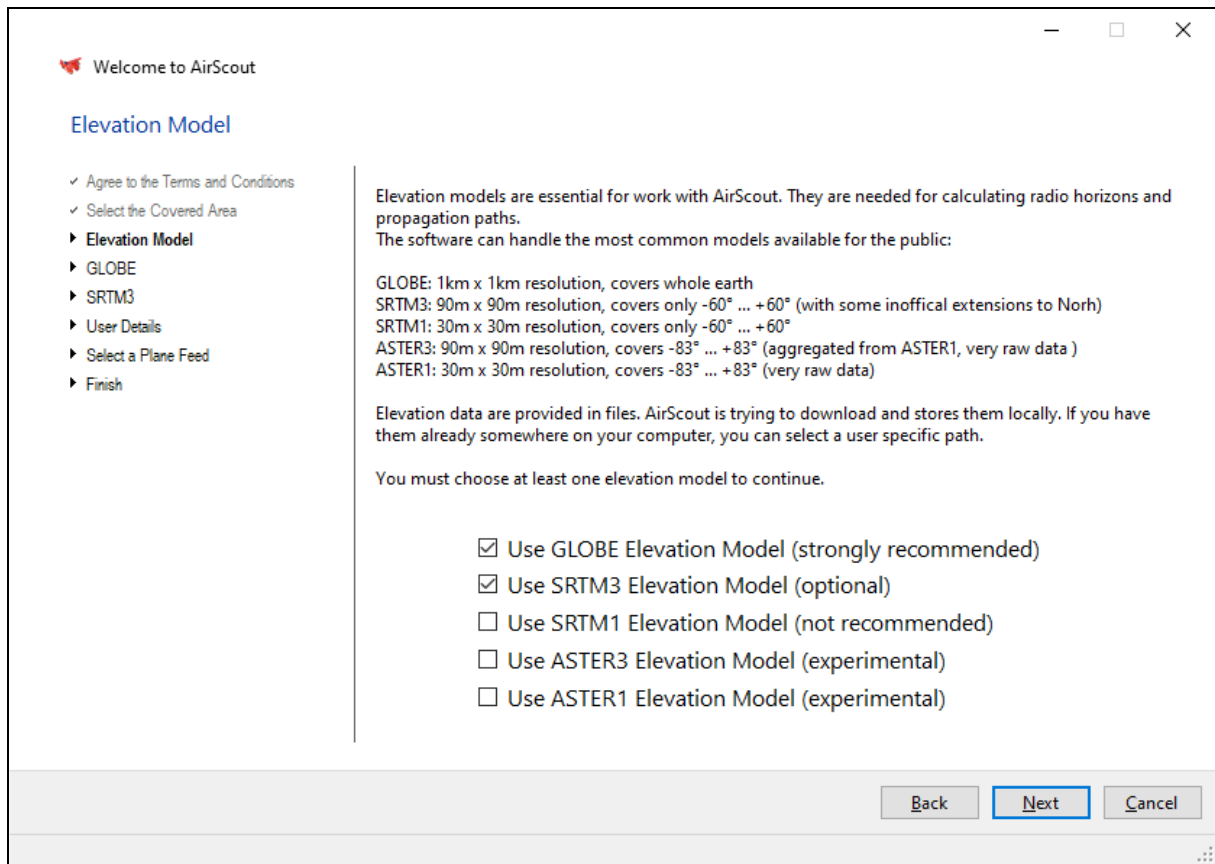 Welcome to AirScout
Elevation Model
Agree to the Terms and Conditions
Select the Covered Area
Elevation Model
GLOBE
SRTM3
User Details
Select a Plane Feed
Finish
Elevation models are essential for work with AirScout. They are needed for calculating radio horizons and
propagation paths.
The software can handle the most common models available for the public:
GLOBE: 1km x 1km resolution, covers whole earth
SRTM3: 90m x 90m resolution, covers only -60° ... +60° (with some inoffical extensions to Norh)
SRTM1: 30m x 30m resolution, covers only -60° ... +60°
ASTER3: 90m x 90m resolution, covers -83° ... +83° (aggregated from ASTER1, very raw data )
ASTER1: 30m x 30m resolution, covers -83° ... +83° (very raw data)
Elevation data are provided in files. AirScout is trying to download and stores them locally. If you have
them already somewhere on your computer, you can select a user specific path.
You must choose at least one elevation model to continue.
Use GLOBE Elevation Model (strongly recommended)
Use SRTM3 Elevation Model (optional)
Use SRTM1 Elevation Model (not recommended)
Use ASTER3 Elevation Model (experimental)
Use ASTER1 Elevation Model (experimental)
Back Next Cancel